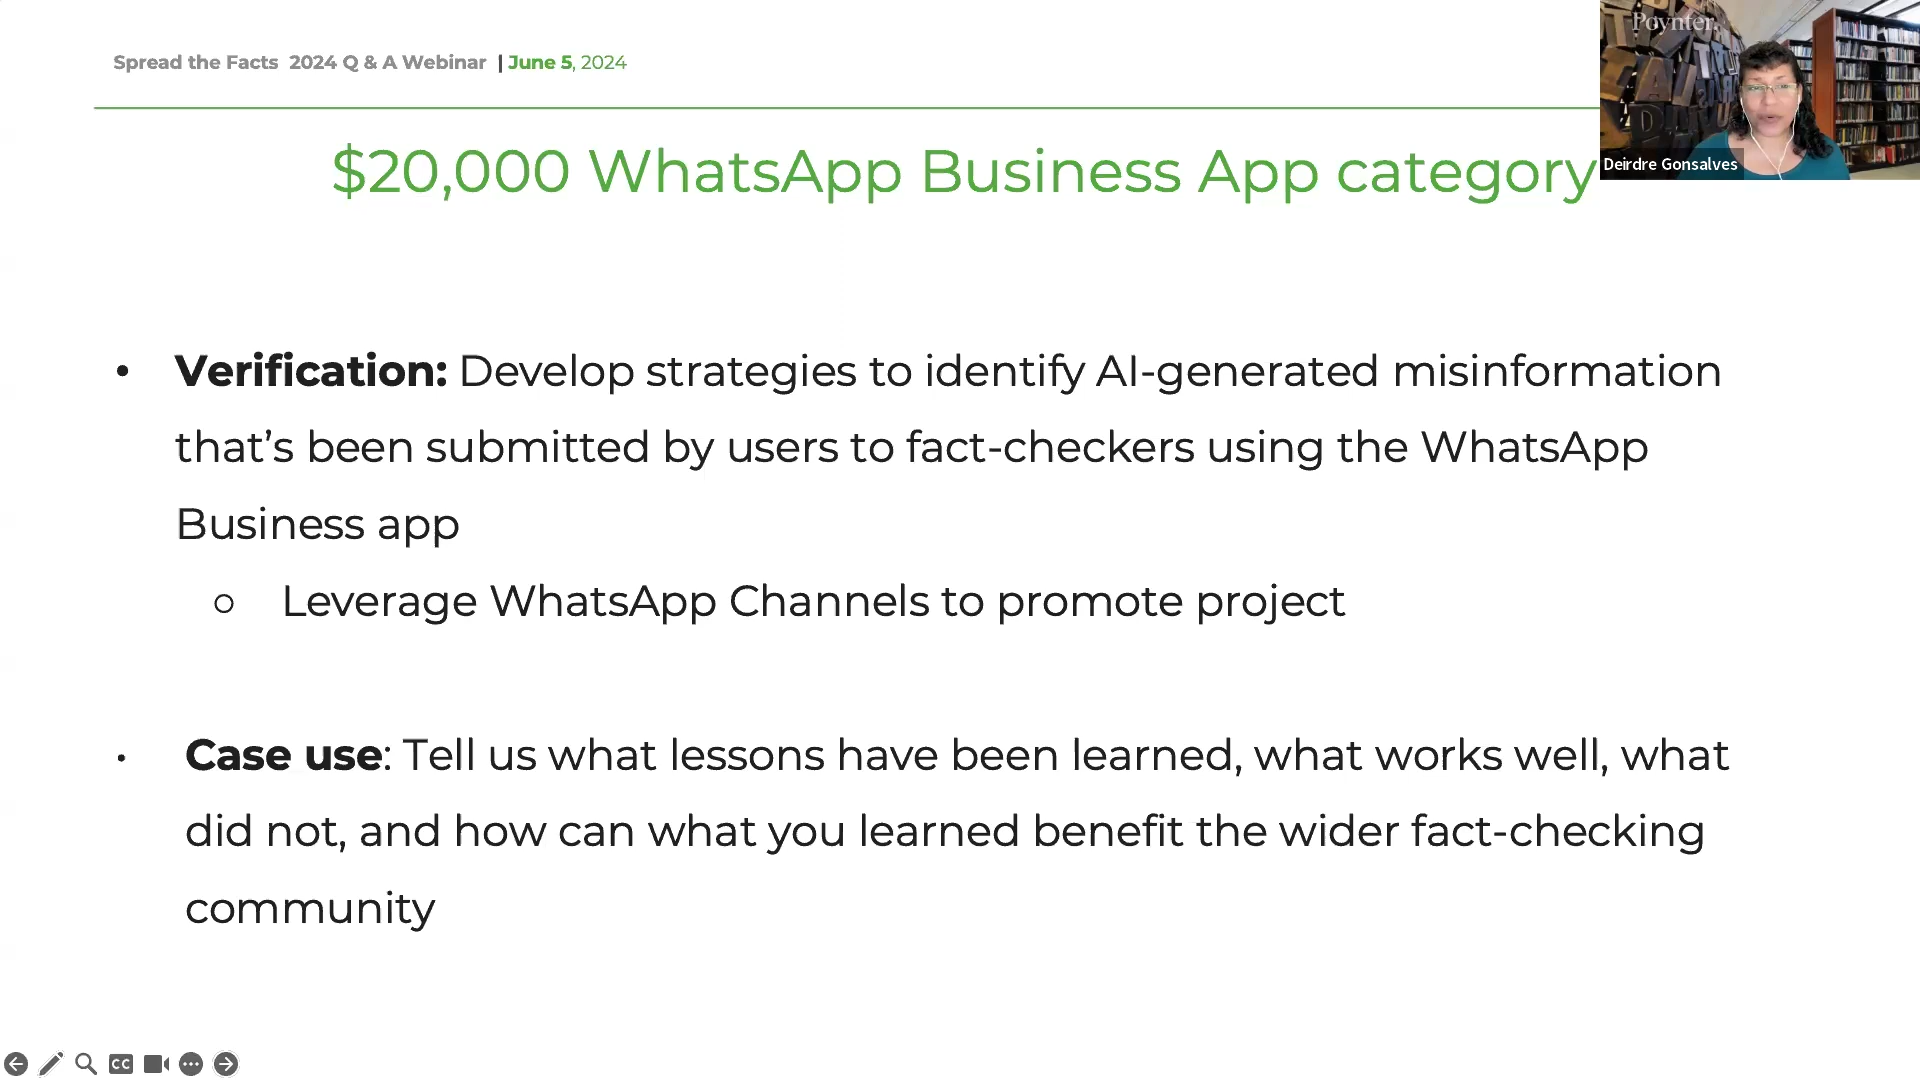 Spread the Facts 2024 Q & A Webinar | June 5, 2024
Poynter.
Deirdre Gonsalves
$20,000 WhatsApp Business App category
• Verification: Develop strategies to identify AI-generated misinformation
that’s been submitted by users to fact-checkers using the WhatsApp
Business app
○ Leverage WhatsApp Channels to promote project
• Case use: Tell us what lessons have been learned, what works well, what
did not, and how can what you learned benefit the wider fact-checking
community
CC